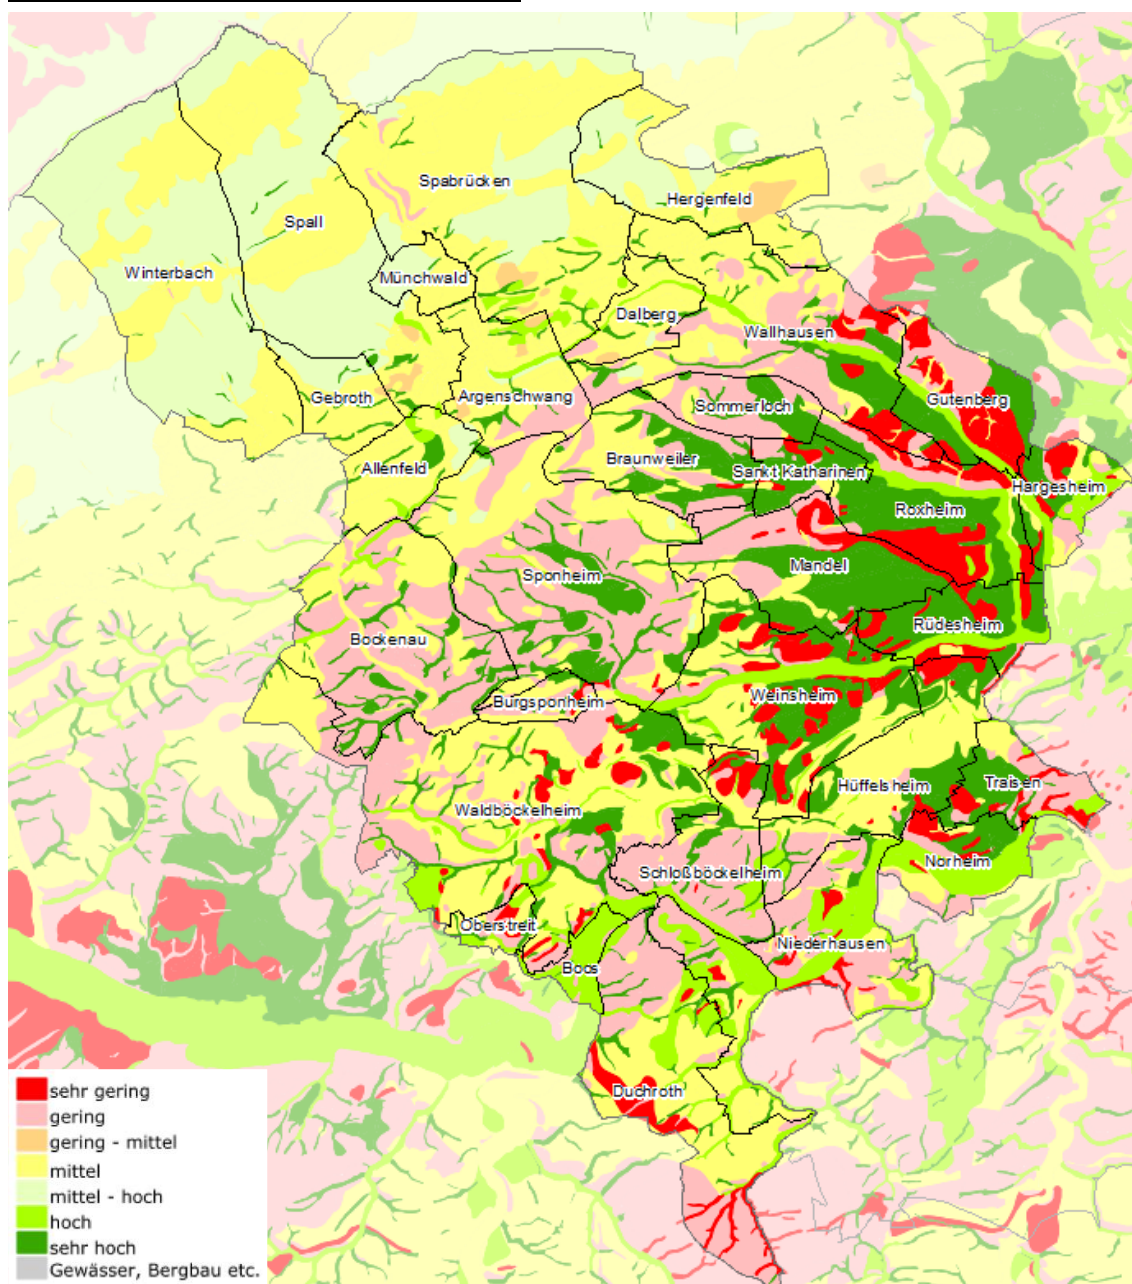 Spabrücken
Hergenfeld
Spall
Winterbach
Münchwald
Dalberg
Wallhausen
Gebroth
Argenschwang
Sommerloch
Gutenberg
Allenfeld
Braunweiler
Sankt Katharinen
Hargesheim
Roxheim
Sponheim
Mandel
Bockenau
Rüdesheim
Burgsponheim
Weinsheim
Waldböckelheim
Hüffelsheim
Traisen
Schloßböckelheim
Norheim
Oberstreit
Niederhausen
Boos
Duchroth
sehr gering
gering
gering - mittel
mittel
mittel - hoch
hoch
sehr hoch
Gewässer, Bergbau etc.